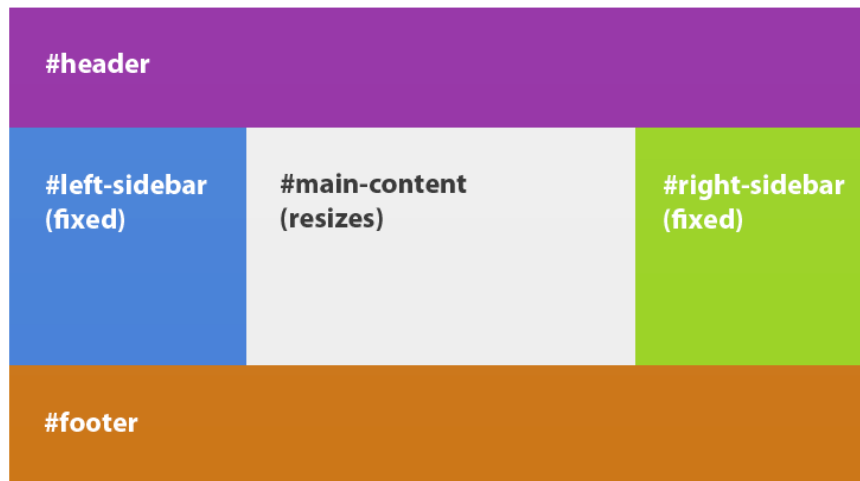 #header
#left-sidebar
(fixed)
#main-content
(resizes)
#right-sidebar
(fixed)
#footer